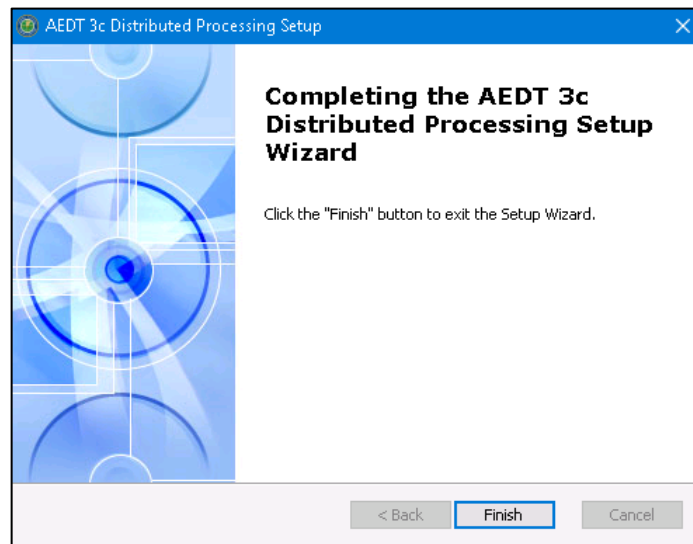 AEDT 3c Distributed Processing Setup
Completing the AEDT 3c
Distributed Processing Setup
Wizard
Click the "Finish" button to exit the Setup Wizard.
< Back
Finish
Cancel